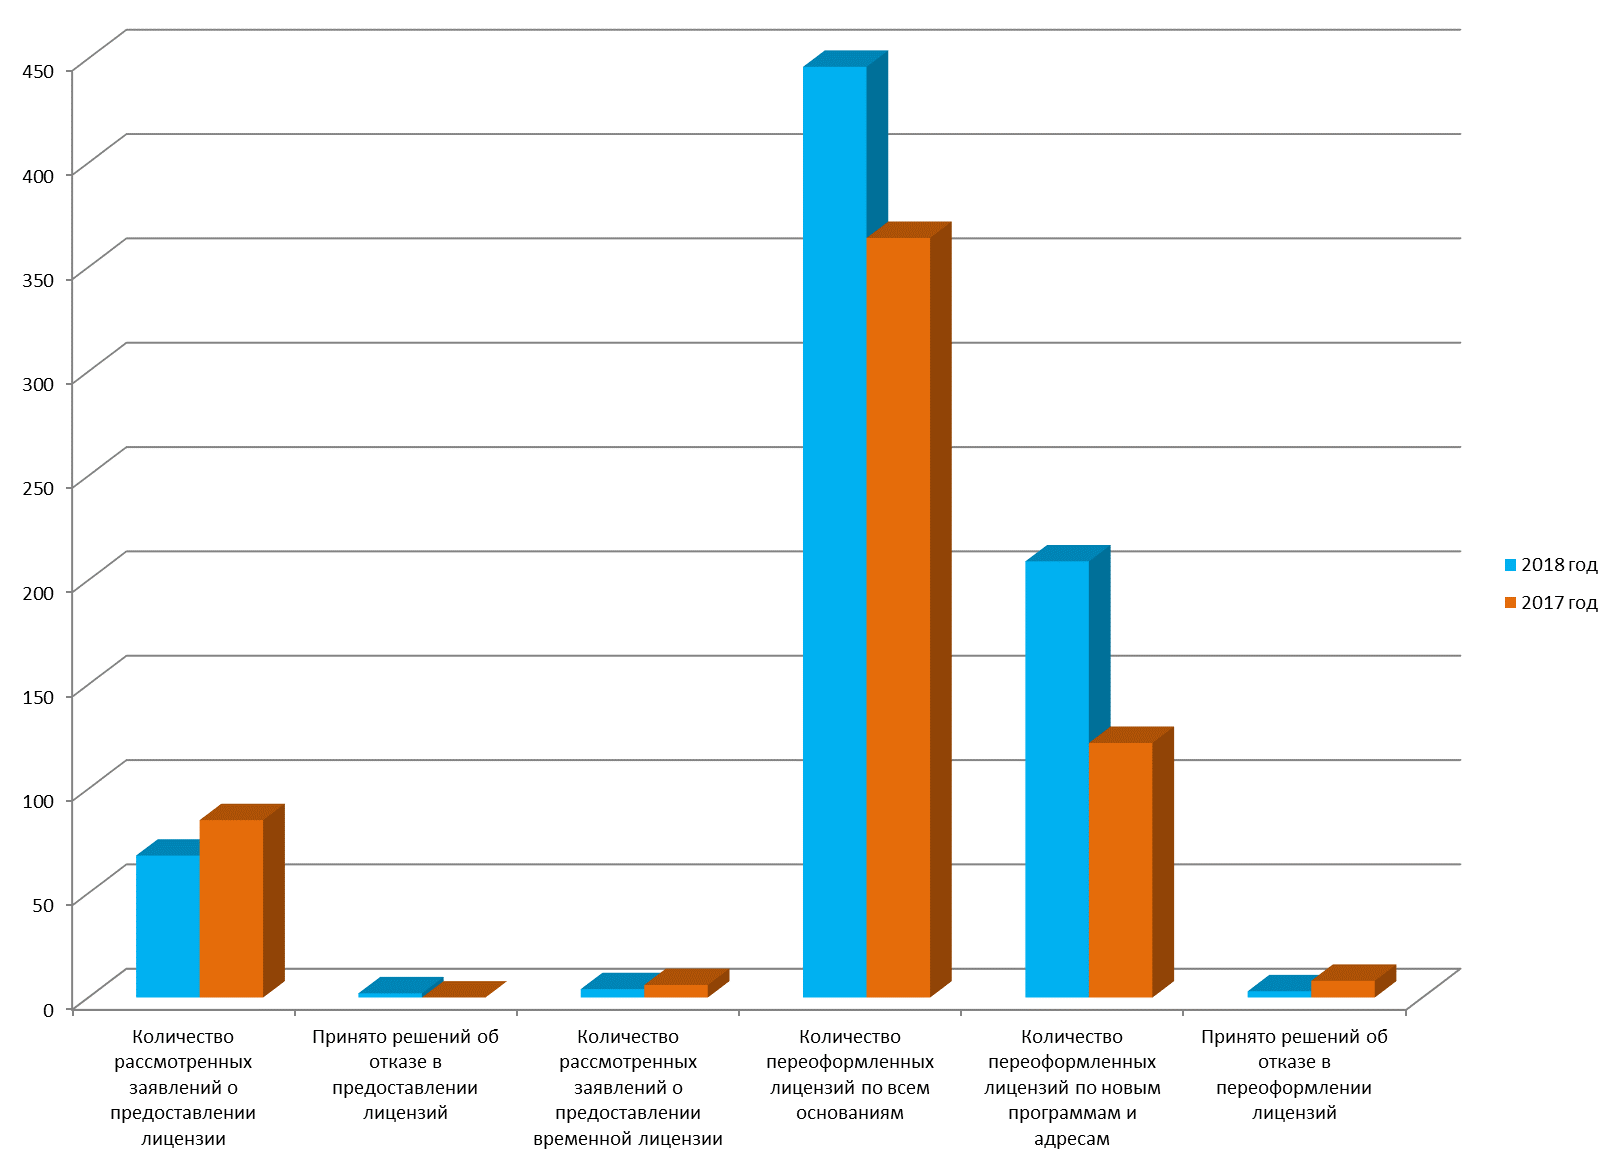 450
400
350
300
250
200
150
100
50
0
Количество
рассмотренных
заявлений о
предоставлении
лицензии
Принято решений об
отказе в
предоставлении
лицензий
Количество
рассмотренных
заявлений о
предоставлении
временной лицензии
Количество
переоформленных
лицензий по всем
основаниям
Количество
переоформленных
лицензий по новым
программам и
адресам
Принято решений об
отказе в
переоформлении
лицензий
2018 год
2017 год